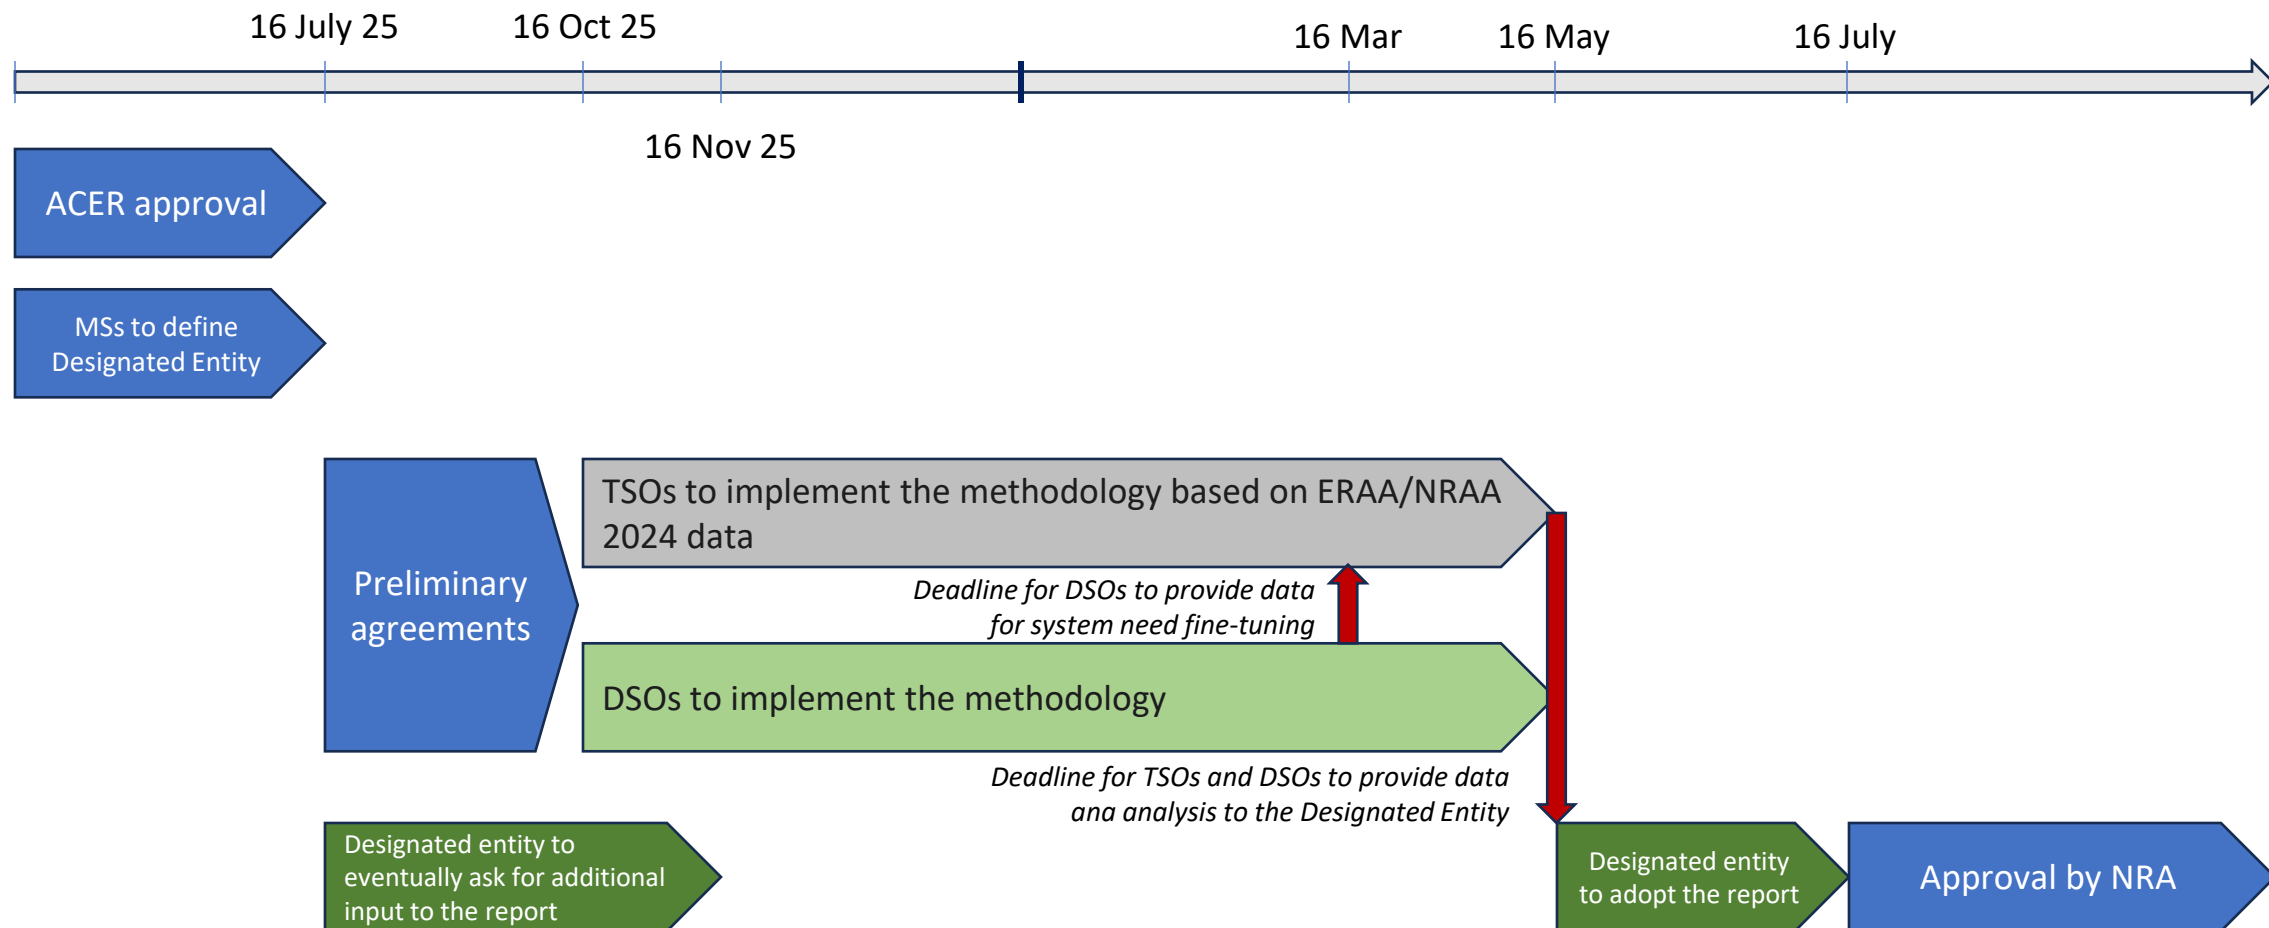 16 July 25
16 Oct 25
16 Mar
16 May
16 July
16 Nov 25
ACER approval
MSs to define
Designated Entity
Preliminary
agreements
TSOs to implement the methodology based on ERAA/NRAA
2024 data
Deadline for DSOs to provide data
for system need fine-tuning
DSOs to implement the methodology
Deadline for TSOs and DSOs to provide data
ana analysis to the Designated Entity
Designated entity to
eventually ask for additional
input to the report
Designated entity
to adopt the report
Approval by NRA